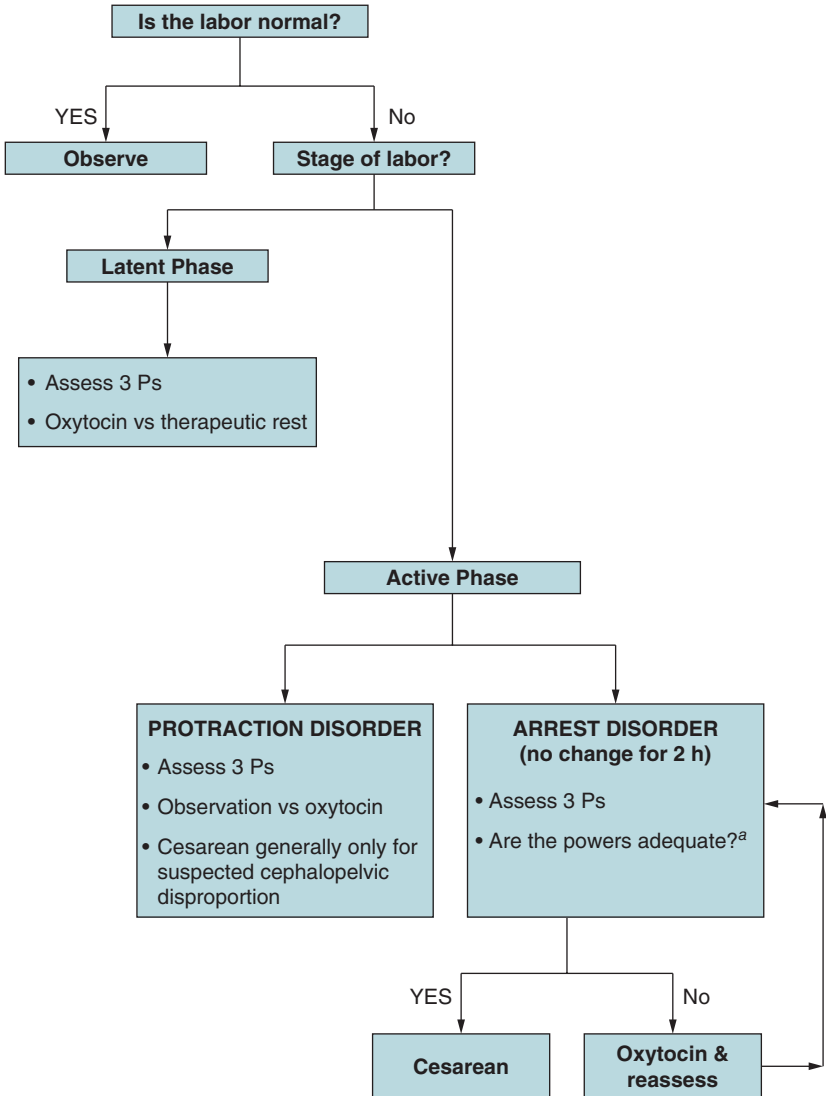 Is the labor normal?
YES
No
Observe
Stage of labor?
Latent Phase
• Assess 3 Ps
• Oxytocin vs therapeutic rest
Active Phase
PROTRACTION DISORDER
• Assess 3 Ps
• Observation vs oxytocin
• Cesarean generally only for
suspected cephalopelvic
disproportion
ARREST DISORDER
(no change for 2 h)
• Assess 3 Ps
• Are the powers adequate?a
YES
No
Cesarean
Oxytocin &
reassess